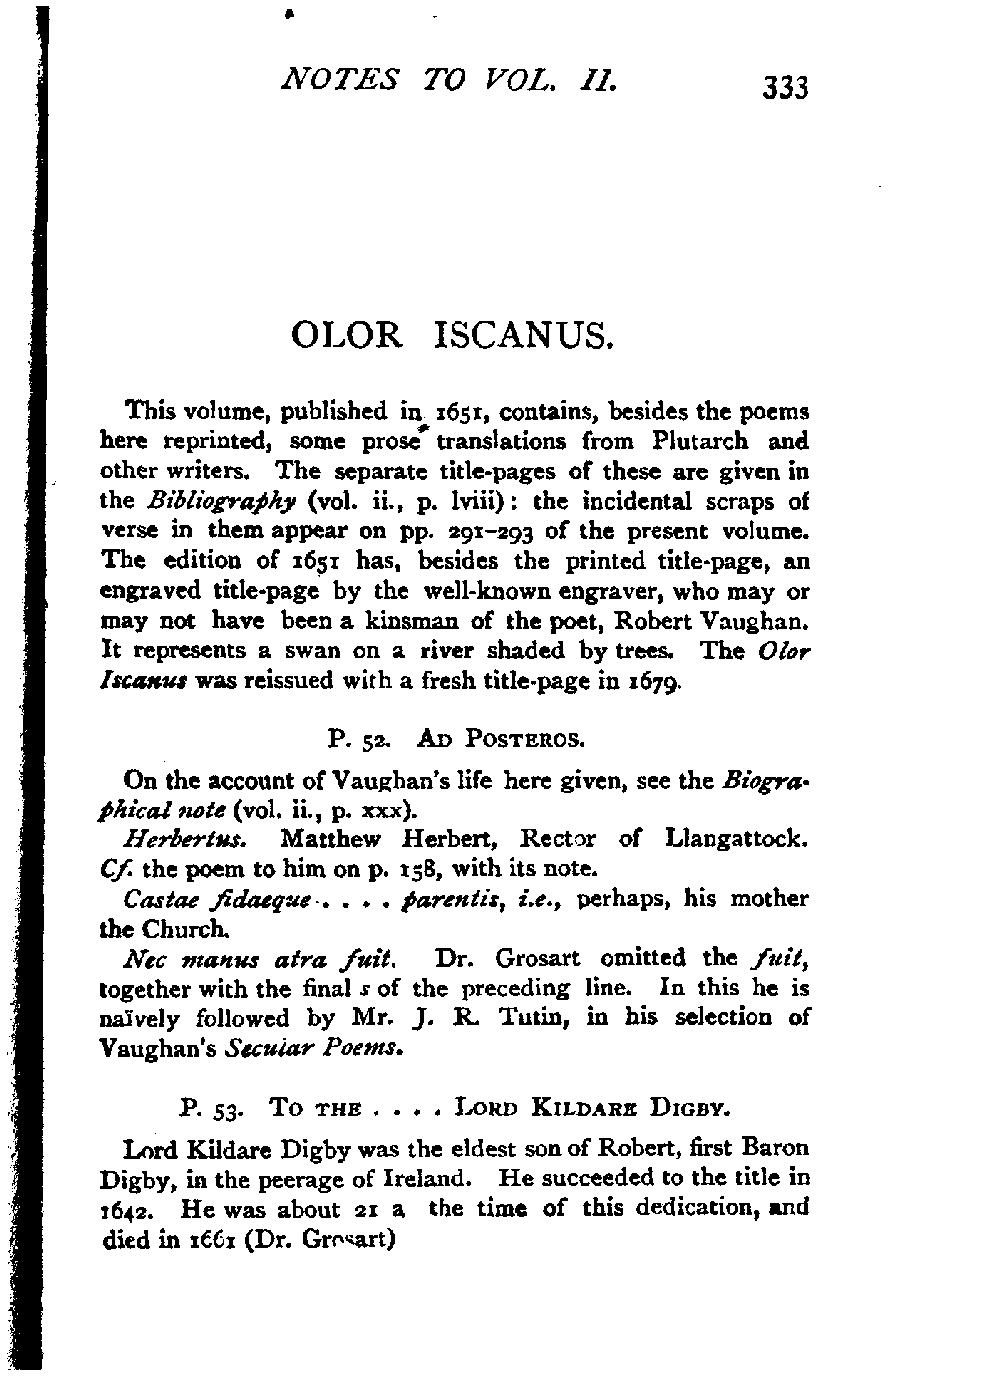 NOTES TO VOL. II. 333
OLOR ISCANUS.
This volume, published in 1651, contains, besides the poems
here reprinted, some prose translations from Plutarch and
other writers. The separate title-pages of these are given in
the Bibliography (vol. ii., p. lviii): the incidental scraps of
verse in them appear on pp. 291-293 of the present volume.
The edition of 1651 has, besides the printed title-page, an
engraved title-page by the well-known engraver, who may or
may not have been a kinsman of the poet, Robert Vaughan.
It represents a swan on a river shaded by trees. The Olor
Iscanus was reissued with a fresh title-page in 1679.
P. 52. AD POSTEROS.
On the account of Vaughan's life here given, see the Biogra-
phical note (vol. ii., p. xxx).
Herbertus. Matthew Herbert, Rector of Llangattock.
Cf. the poem to him on p. 158, with its note.
Castae fidaeque . . . . parentis, i.e., perhaps, his mother
the Church.
Nec manus atra fuit. Dr. Grosart omitted the fuit,
together with the final s of the preceding line. In this he is
naïvely followed by Mr. J. R. Tutin, in his selection of
Vaughan's Secular Poems.
P. 53. TO THE . . . . LORD KILDARE DIGBY.
Lord Kildare Digby was the eldest son of Robert, first Baron
Digby, in the peerage of Ireland. He succeeded to the title in
1642. He was about 21 a the time of this dedication, and
died in 1661 (Dr. Grosart)